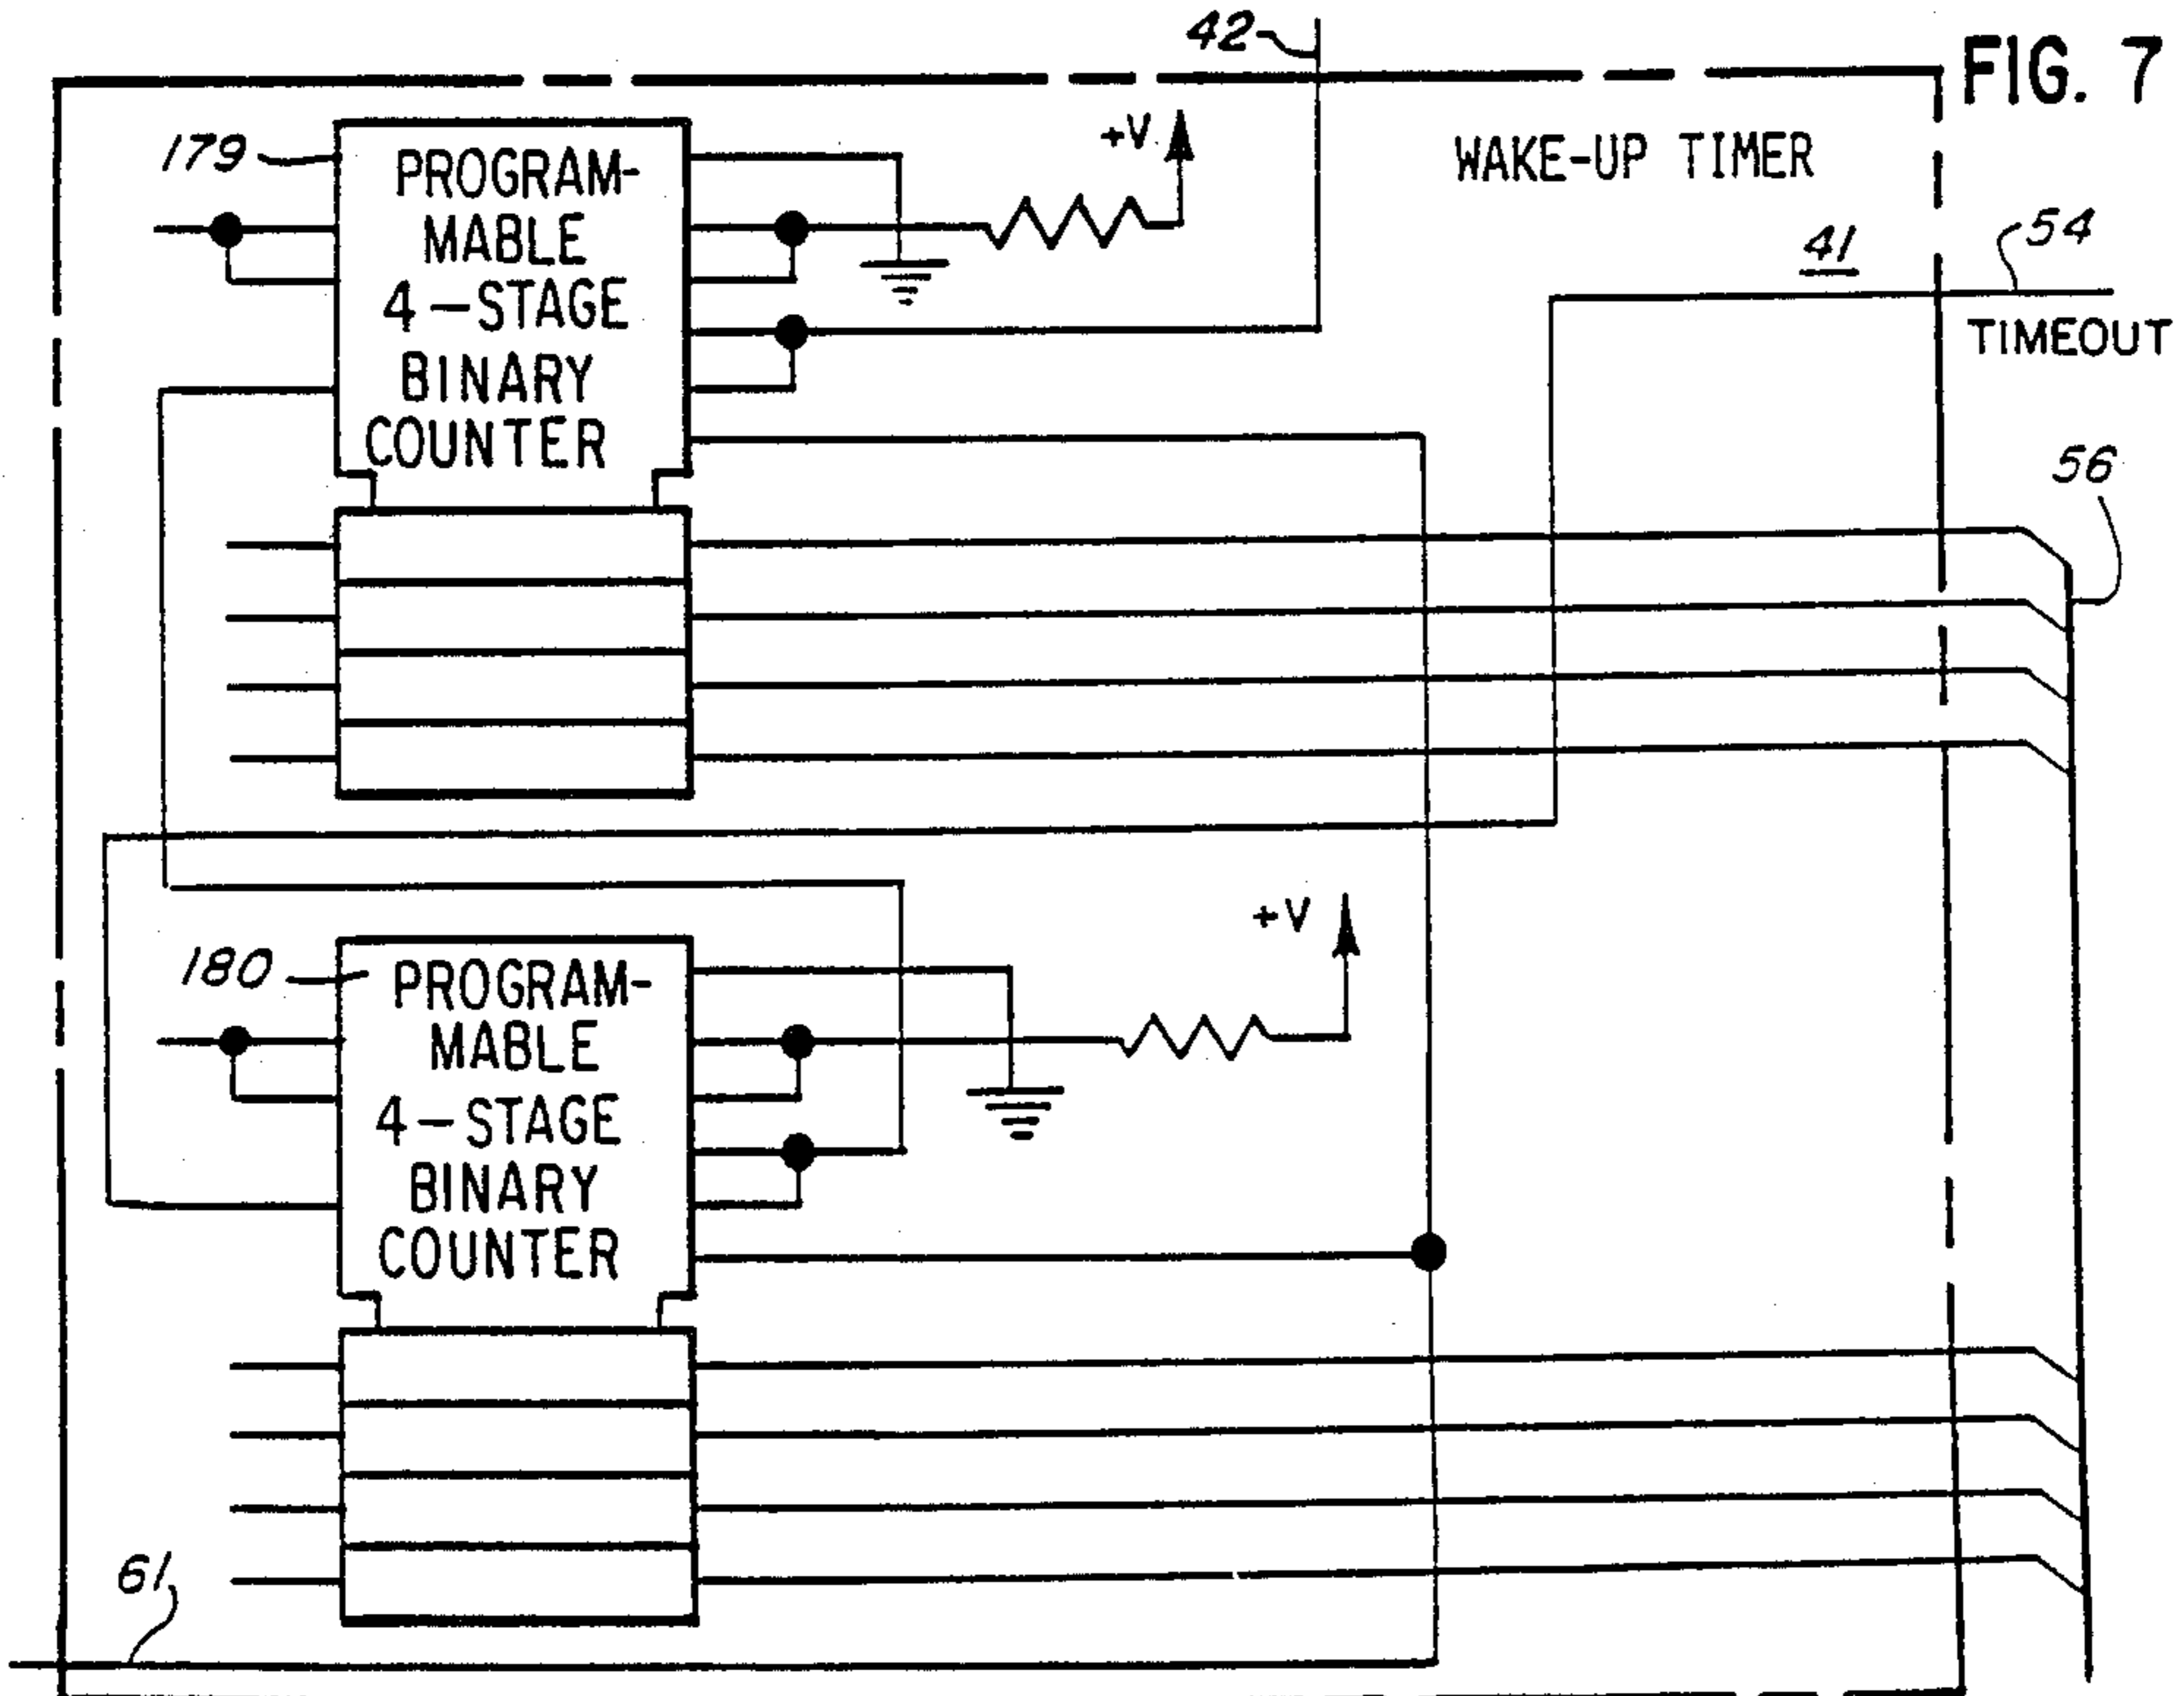 42
FIG. 7
179
PROGRAM-
MABLE
4-STAGE
BINARY
COUNTER
+V
WAKE-UP TIMER
41
54
TIMEOUT
56
180
PROGRAM-
MABLE
4-STAGE
BINARY
COUNTER
+V
61